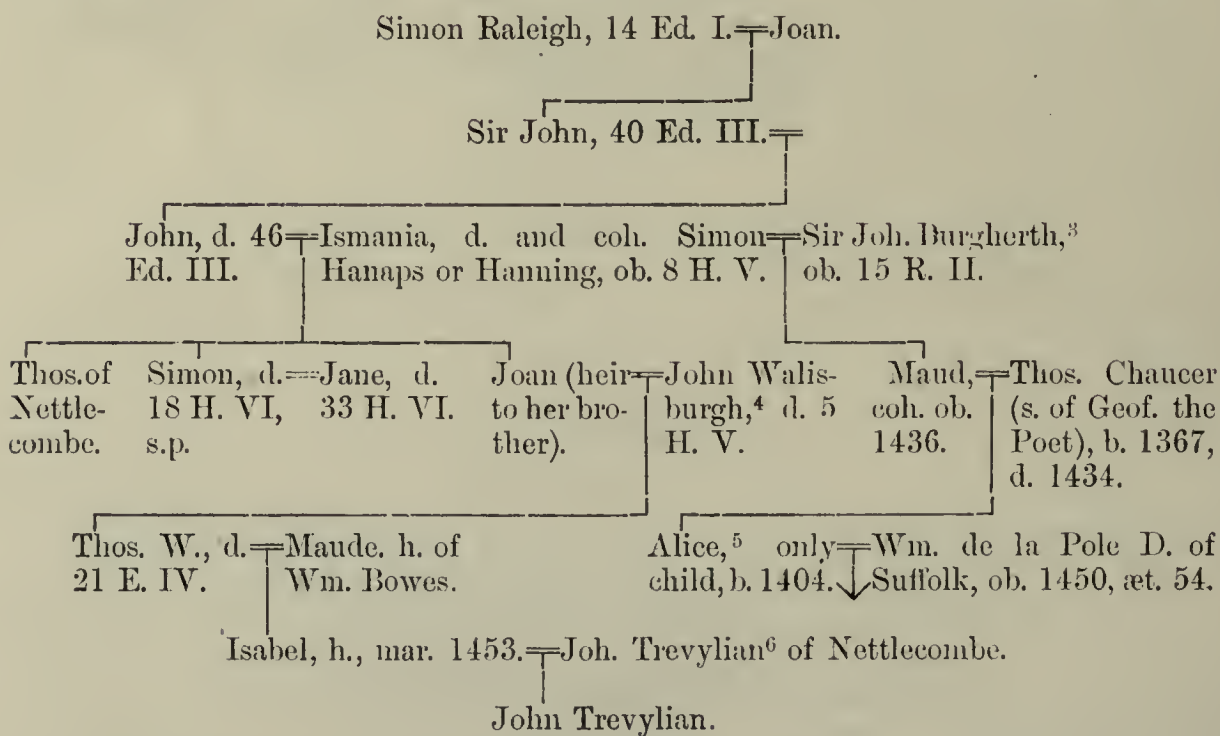 Simon Raleigh, 14 Ed. I.=Joan.
Sir John, 40 Ed. III.=
John, d. 46=Ismania, d. and coh. Simon=Sir Joh. Burgherth,³
Ed. III. Hanaps or Hanning, ob. 8 H. V. ob. 15 R. II.
Thos. of Simon, d.=Jane, d. Joan (heir=John Walis- Maud,=Thos. Chaucer
Nettle- 18 H. VI, 33 H. VI. to her bro- burgh,⁴ d. 5 coh. ob. (s. of Geof. the
combe. s.p. ther). H. V. 1436. Poet), b. 1367,
d. 1434.
Thos. W., d.=Maude. h. of Alice,⁵ only=Wm. de la Pole D. of
21 E. IV. Wm. Bowes. child, b. 1404. Suffolk, ob. 1450, æt. 54.
Isabel, h., mar. 1453.=Joh. Trevylian⁶ of Nettlecombe.
John Trevylian.